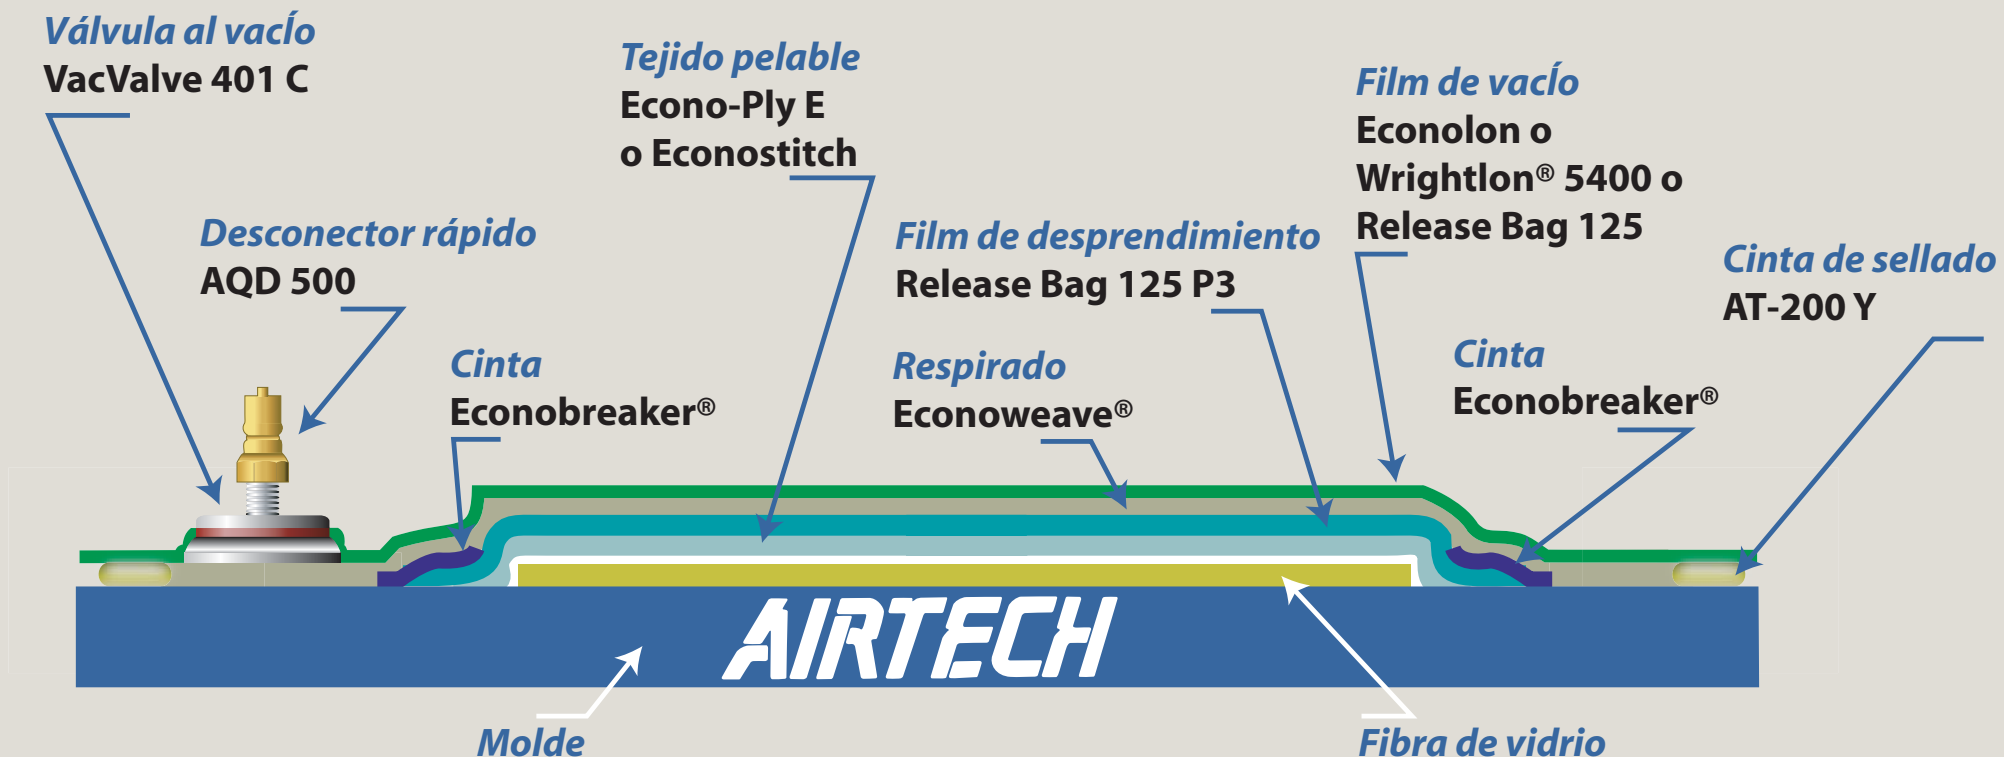 Válvula al vacÍo
VacValve 401 C
Desconector rápido
AQD 500
Cinta
Econobreaker®
Tejido pelable
Econo-Ply E
o Econostitch
Film de desprendimiento
Release Bag 125 P3
Respirado
Econoweave®
Film de vacÍo
Econolon o
Wrightlon® 5400 o
Release Bag 125
Cinta
Econobreaker®
Cinta de sellado
AT-200 Y
AIRTECH
Molde
Fibra de vidrio